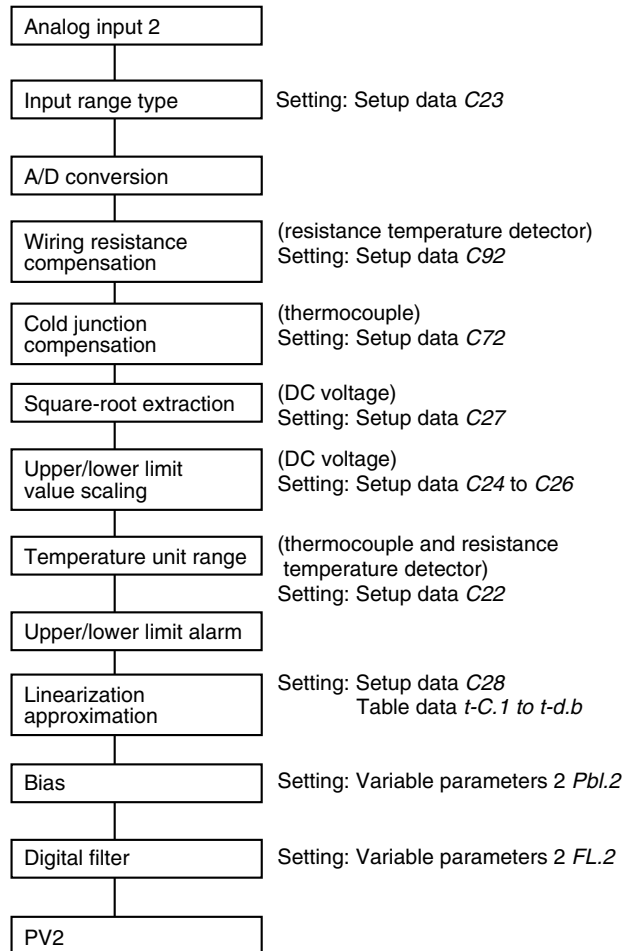 Analog input 2
Input range type
Setting: Setup data C23
A/D conversion
Wiring resistance
compensation
(resistance temperature detector)
Setting: Setup data C92
Cold junction
compensation
(thermocouple)
Setting: Setup data C72
Square-root extraction
(DC voltage)
Setting: Setup data C27
Upper/lower limit
value scaling
(DC voltage)
Setting: Setup data C24 to C26
Temperature unit range
(thermocouple and resistance
temperature detector)
Setting: Setup data C22
Upper/lower limit alarm
Linearization
approximation
Setting: Setup data C28
Table data t-C.1 to t-d.b
Bias
Setting: Variable parameters 2 Pbl.2
Digital filter
Setting: Variable parameters 2 FL.2
PV2